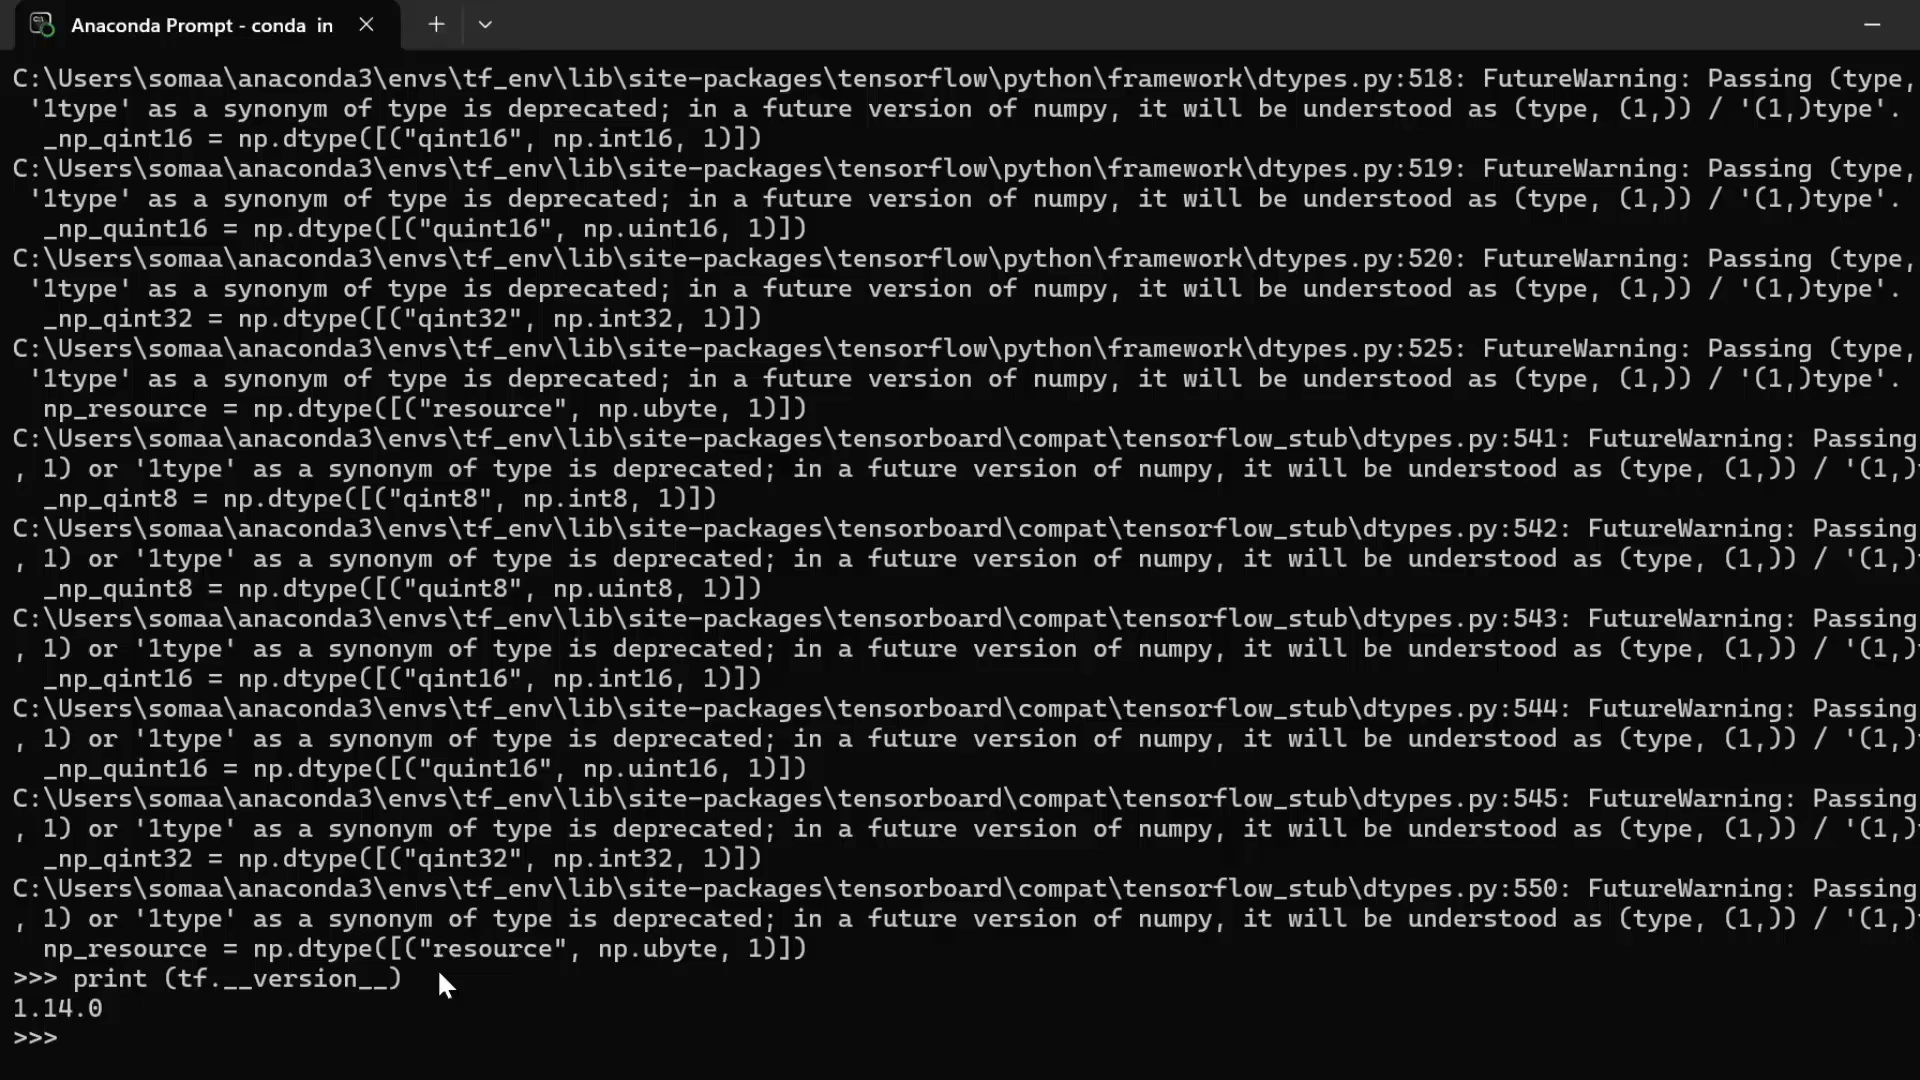 Anaconda Prompt - conda in
C:\Users\somaa\anaconda3\envs\tf_env\lib\site-packages\tensorflow\python\framework\dtypes.py:518: FutureWarning: Passing (type,
'1type' as a synonym of type is deprecated; in a future version of numpy, it will be understood as (type, (1,)) / '(1,)type'.
_np_qint16 = np.dtype([("qint16", np.int16, 1)])
C:\Users\somaa\anaconda3\envs\tf_env\lib\site-packages\tensorflow\python\framework\dtypes.py:519: FutureWarning: Passing (type,
'1type' as a synonym of type is deprecated; in a future version of numpy, it will be understood as (type, (1,)) / '(1,)type'.
_np_quint16 = np.dtype([("quint16", np.uint16, 1)])
C:\Users\somaa\anaconda3\envs\tf_env\lib\site-packages\tensorflow\python\framework\dtypes.py:520: FutureWarning: Passing (type,
'1type' as a synonym of type is deprecated; in a future version of numpy, it will be understood as (type, (1,)) / '(1,)type'.
_np_qint32 = np.dtype([("qint32", np.int32, 1)])
C:\Users\somaa\anaconda3\envs\tf_env\lib\site-packages\tensorflow\python\framework\dtypes.py:525: FutureWarning: Passing (type,
'1type' as a synonym of type is deprecated; in a future version of numpy, it will be understood as (type, (1,)) / '(1,)type'.
np_resource = np.dtype([("resource", np.ubyte, 1)])
C:\Users\somaa\anaconda3\envs\tf_env\lib\site-packages\tensorboard\compat\tensorflow_stub\dtypes.py:541: FutureWarning: Passing
, 1) or '1type' as a synonym of type is deprecated; in a future version of numpy, it will be understood as (type, (1,)) / '(1,)
_np_qint8 = np.dtype([("qint8", np.int8, 1)])
C:\Users\somaa\anaconda3\envs\tf_env\lib\site-packages\tensorboard\compat\tensorflow_stub\dtypes.py:542: FutureWarning: Passing
, 1) or '1type' as a synonym of type is deprecated; in a future version of numpy, it will be understood as (type, (1,)) / '(1,)
_np_quint8 = np.dtype([("quint8", np.uint8, 1)])
C:\Users\somaa\anaconda3\envs\tf_env\lib\site-packages\tensorboard\compat\tensorflow_stub\dtypes.py:543: FutureWarning: Passing
, 1) or '1type' as a synonym of type is deprecated; in a future version of numpy, it will be understood as (type, (1,)) / '(1,)
_np_qint16 = np.dtype([("qint16", np.int16, 1)])
C:\Users\somaa\anaconda3\envs\tf_env\lib\site-packages\tensorboard\compat\tensorflow_stub\dtypes.py:544: FutureWarning: Passing
, 1) or '1type' as a synonym of type is deprecated; in a future version of numpy, it will be understood as (type, (1,)) / '(1,)
_np_quint16 = np.dtype([("quint16", np.uint16, 1)])
C:\Users\somaa\anaconda3\envs\tf_env\lib\site-packages\tensorboard\compat\tensorflow_stub\dtypes.py:545: FutureWarning: Passing
, 1) or '1type' as a synonym of type is deprecated; in a future version of numpy, it will be understood as (type, (1,)) / '(1,)
_np_qint32 = np.dtype([("qint32", np.int32, 1)])
C:\Users\somaa\anaconda3\envs\tf_env\lib\site-packages\tensorboard\compat\tensorflow_stub\dtypes.py:550: FutureWarning: Passing
, 1) or '1type' as a synonym of type is deprecated; in a future version of numpy, it will be understood as (type, (1,)) / '(1,)
np_resource = np.dtype([("resource", np.ubyte, 1)])
>>> print (tf.__version__)
1.14.0
>>>